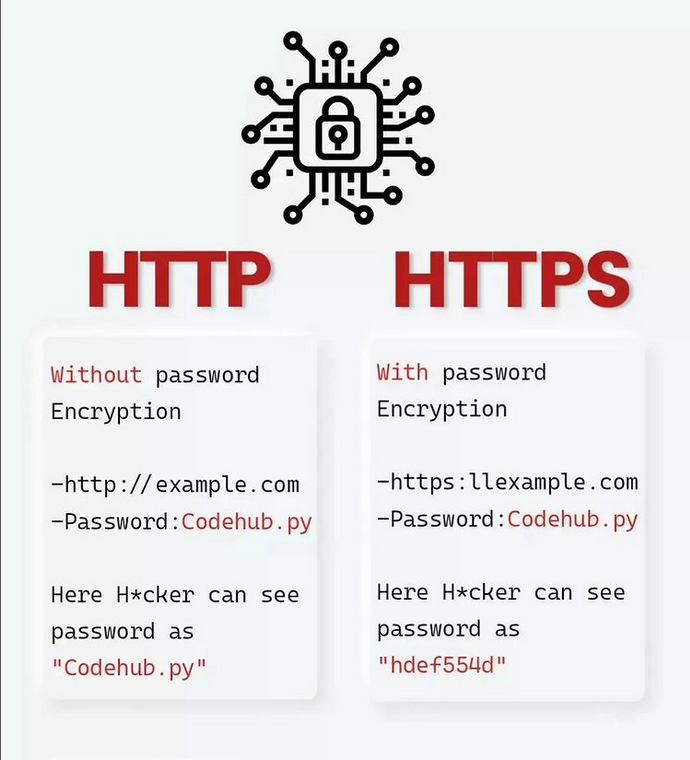 HTTP
Without password
Encryption
-http://example.com
-Password:Codehub.py
Here H*cker can see
password as
"Codehub.py"
HTTPS
With password
Encryption
-https:llexample.com
-Password:Codehub.py
Here H*cker can see
password as
"hdef554d"